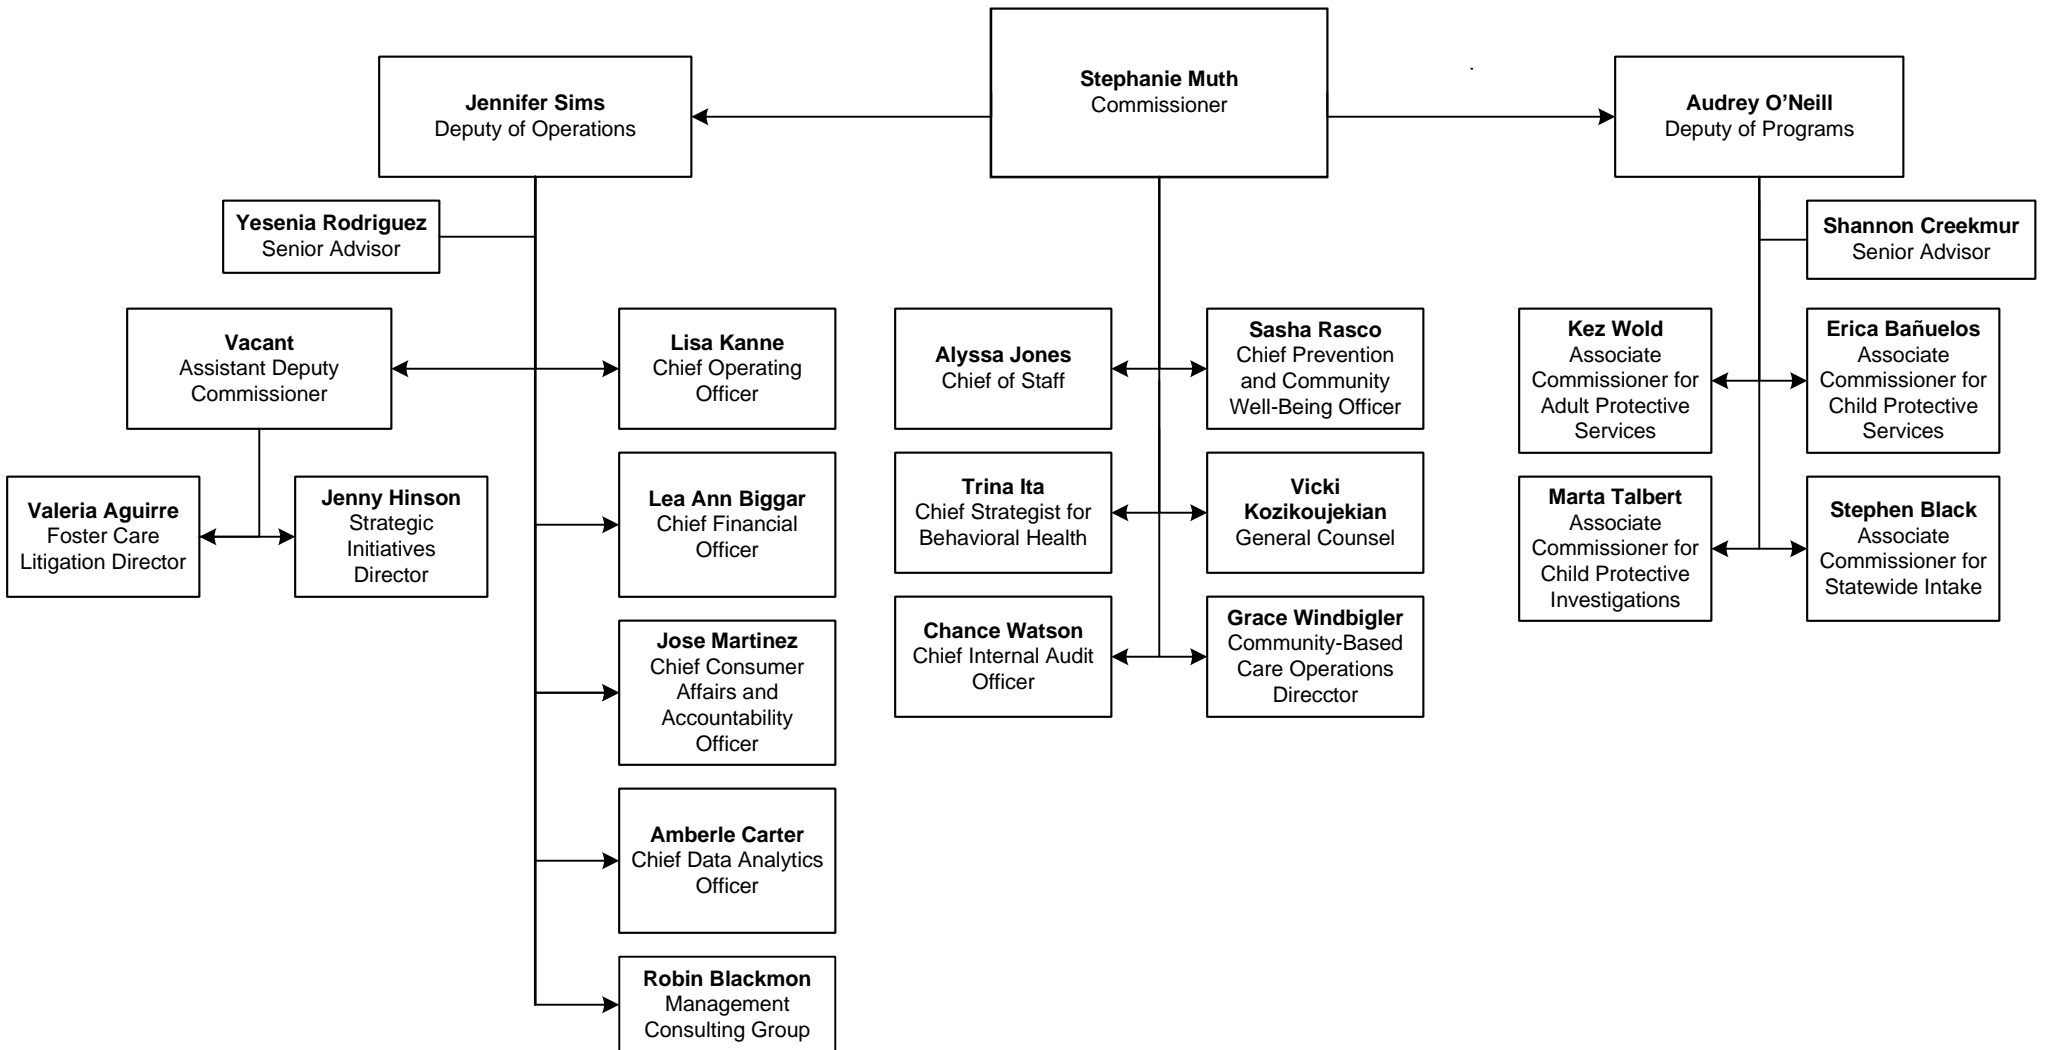 Stephanie Muth
Commissioner
Jennifer Sims
Deputy of Operations
Audrey O’Neill
Deputy of Programs
Yesenia Rodriguez
Senior Advisor
Shannon Creekmur
Senior Advisor
Vacant
Assistant Deputy
Commissioner
Lisa Kanne
Chief Operating
Officer
Alyssa Jones
Chief of Staff
Sasha Rasco
Chief Prevention
and Community
Well-Being Officer
Kez Wold
Associate
Commissioner for
Adult Protective
Services
Erica Bañuelos
Associate
Commissioner for
Child Protective
Services
Valeria Aguirre
Foster Care
Litigation Director
Jenny Hinson
Strategic
Initiatives
Director
Lea Ann Biggar
Chief Financial
Officer
Trina Ita
Chief Strategist for
Behavioral Health
Vicki
Kozikoujekian
General Counsel
Marta Talbert
Associate
Commissioner for
Child Protective
Investigations
Stephen Black
Associate
Commissioner for
Statewide Intake
Jose Martinez
Chief Consumer
Affairs and
Accountability
Officer
Chance Watson
Chief Internal Audit
Officer
Grace Windbigler
Community-Based
Care Operations
Direcctor
Amberle Carter
Chief Data Analytics
Officer
Robin Blackmon
Management
Consulting Group